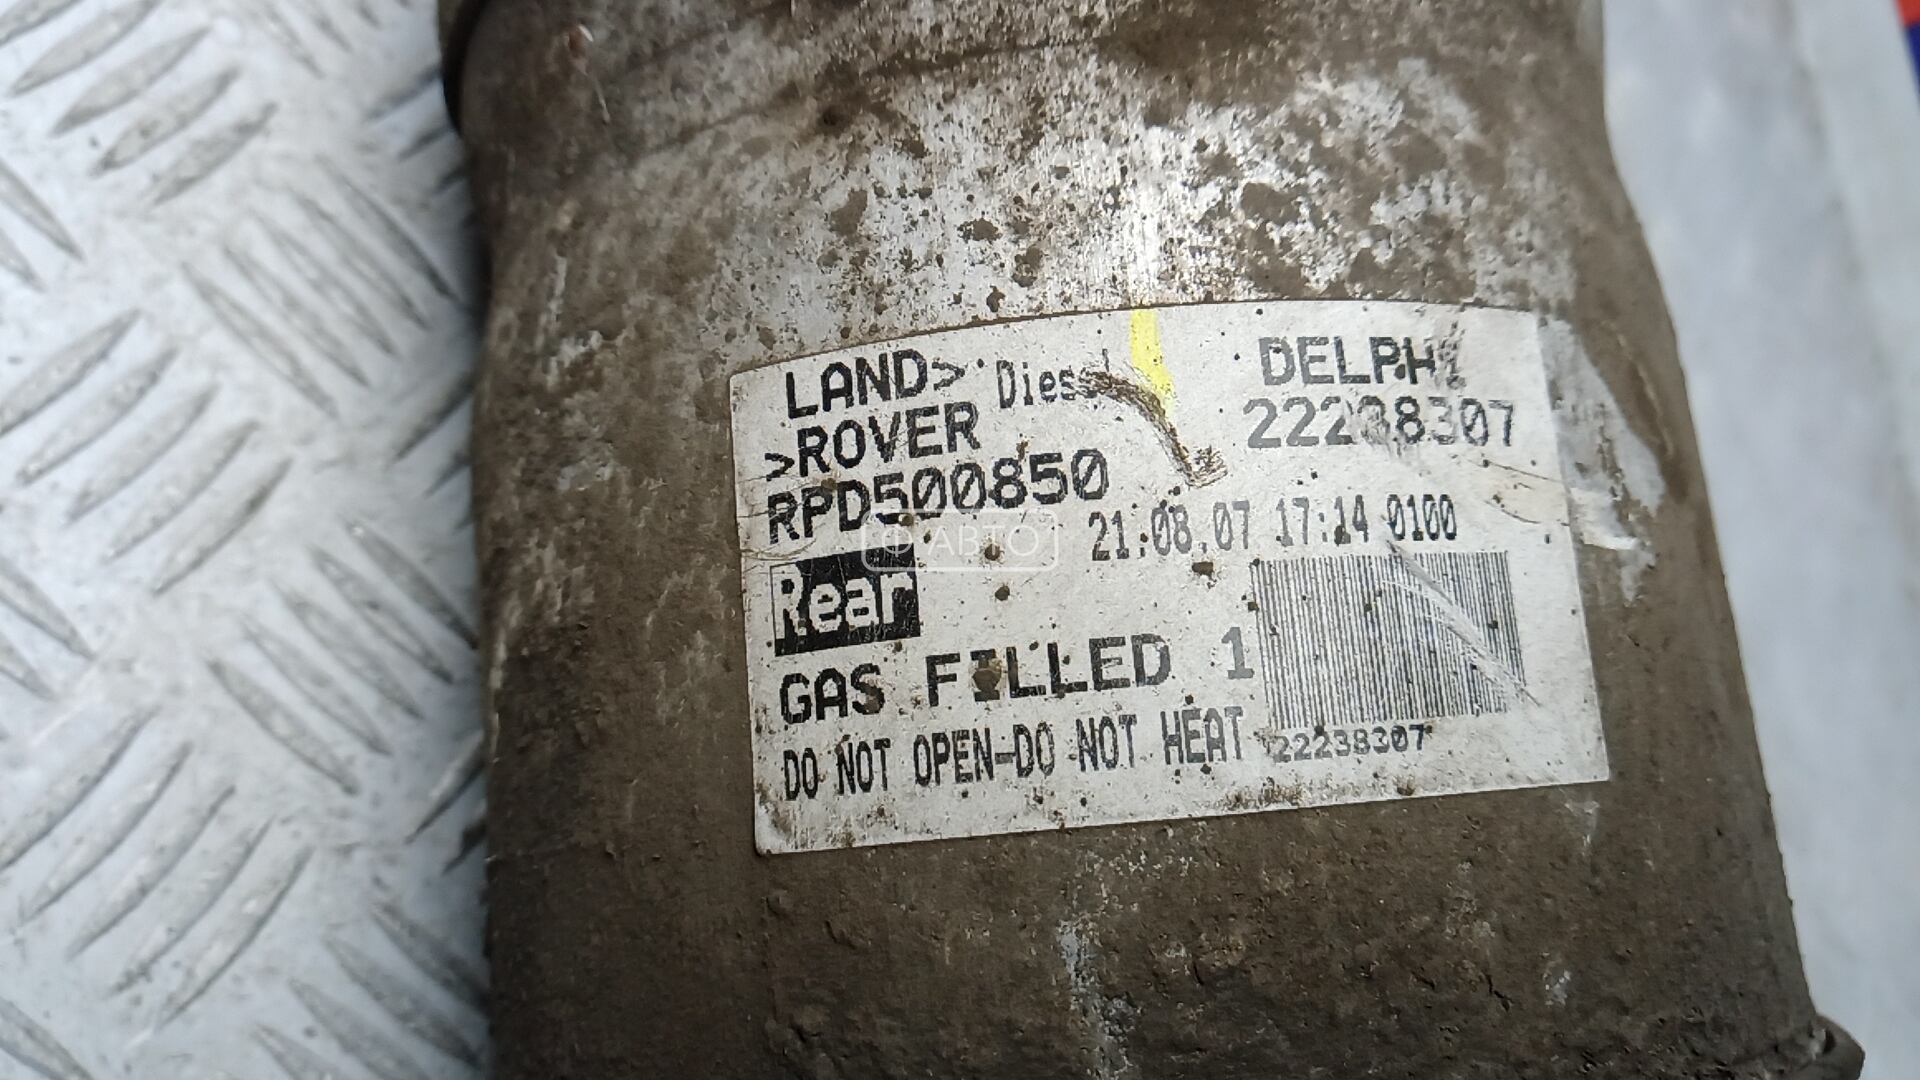 LAND> Diesel DELPHI
>ROVER 22238307
RPD500850
21.08.07 17:14 0100
АВТО
Rear
GAS FILLED 1
DO NOT OPEN-DO NOT HEAT 22238307